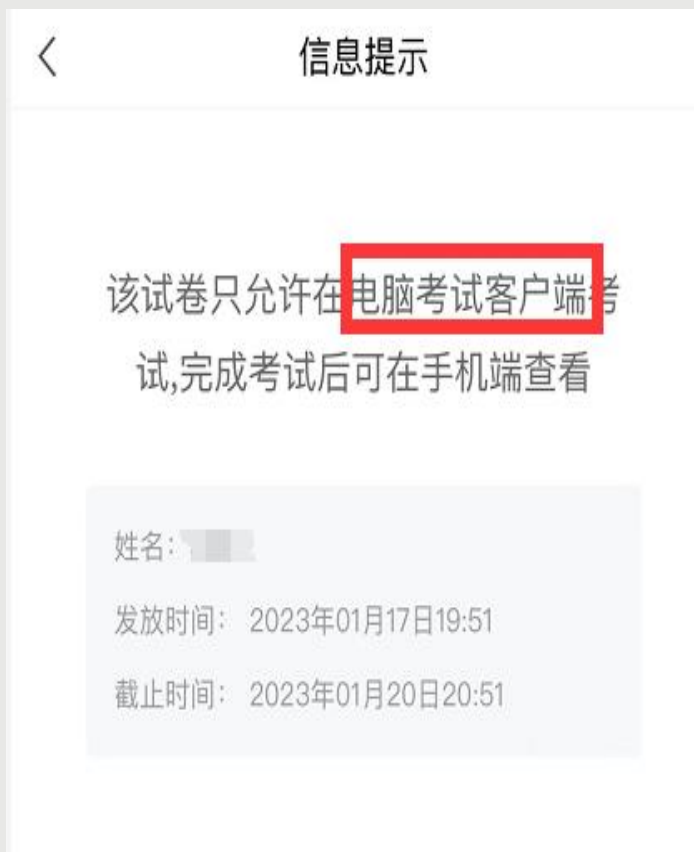 信息提示
该试卷只允许在电脑考试客户端考
试,完成考试后可在手机端查看
姓名:
发放时间: 2023年01月17日19:51
截止时间: 2023年01月20日20:51